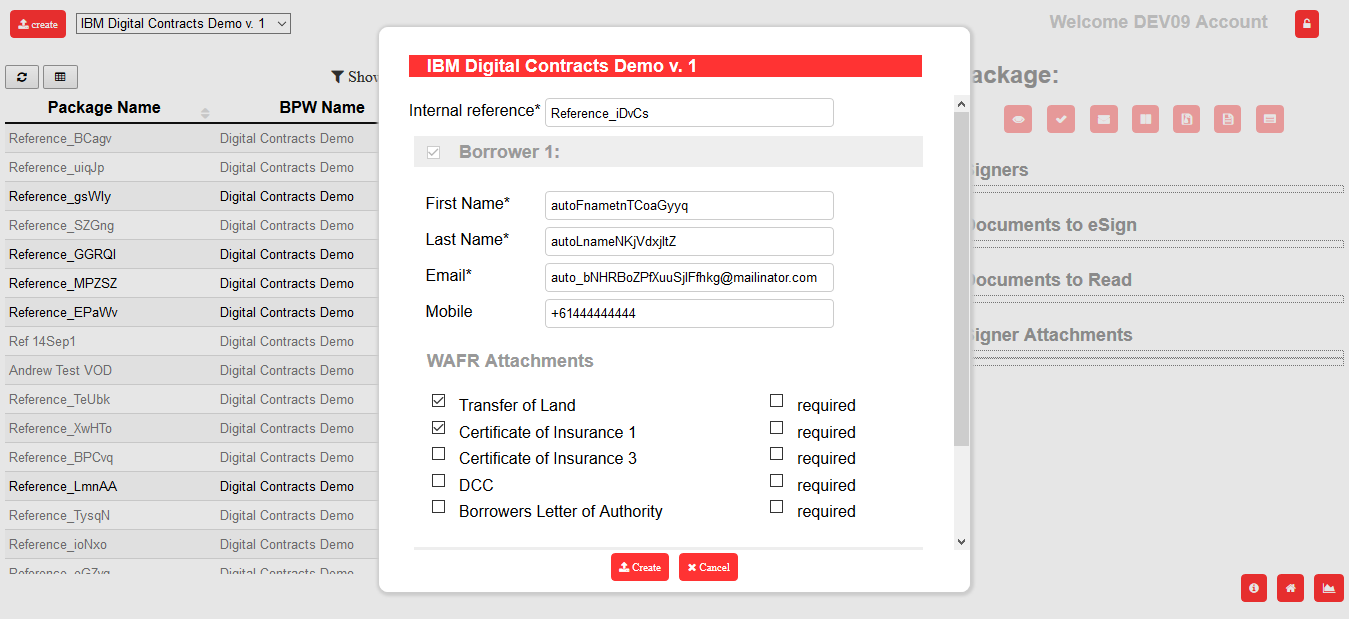 create
IBM Digital Contracts Demo v. 1
Welcome DEV09 Account
Show
Package Name
BPW Name
Reference_BCagv Digital Contracts Demo
Reference_uiqJp Digital Contracts Demo
Reference_gsWIy Digital Contracts Demo
Reference_SZGng Digital Contracts Demo
Reference_GGRQI Digital Contracts Demo
Reference_MPZSZ Digital Contracts Demo
Reference_EPaWv Digital Contracts Demo
Ref 14Sep1 Digital Contracts Demo
Andrew Test VOD Digital Contracts Demo
Reference_TeUbk Digital Contracts Demo
Reference_XwHTo Digital Contracts Demo
Reference_BPCvq Digital Contracts Demo
Reference_LmnAA Digital Contracts Demo
Reference_TysqN Digital Contracts Demo
Reference_ioNxo Digital Contracts Demo
Digital Contracts Demo
IBM Digital Contracts Demo v. 1
Internal reference* Reference_iDvCs
Borrower 1:
First Name* autoFnametnTCoaGyyq
Last Name* autoLnameNKjVdxjltZ
Email* auto_bNHRBoZPfXuuSjlFfhkg@mailinator.com
Mobile +61444444444
WAFR Attachments
Transfer of Land required
Certificate of Insurance 1 required
Certificate of Insurance 3 required
DCC required
Borrowers Letter of Authority required
Create
Cancel
ackage:
igners
ocuments to eSign
ocuments to Read
igner Attachments